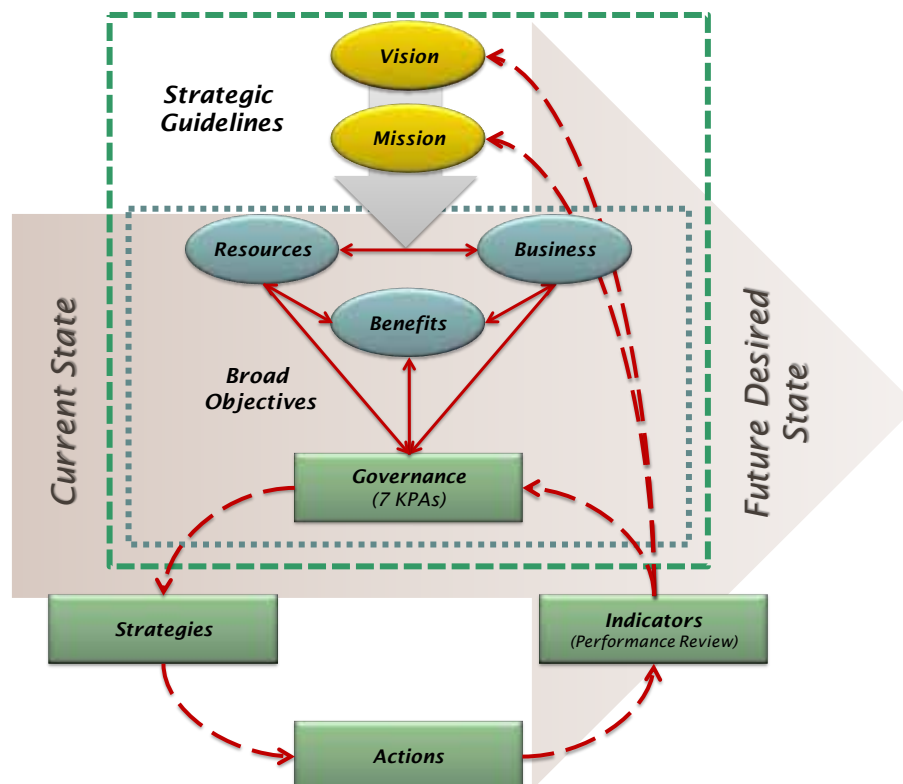 Vision
Strategic
Guidelines
Mission
Resources
Business
Benefits
Broad
Objectives
Current State
Future Desired
State
Governance
(7 KPAs)
Strategies
Indicators
(Performance Review)
Actions